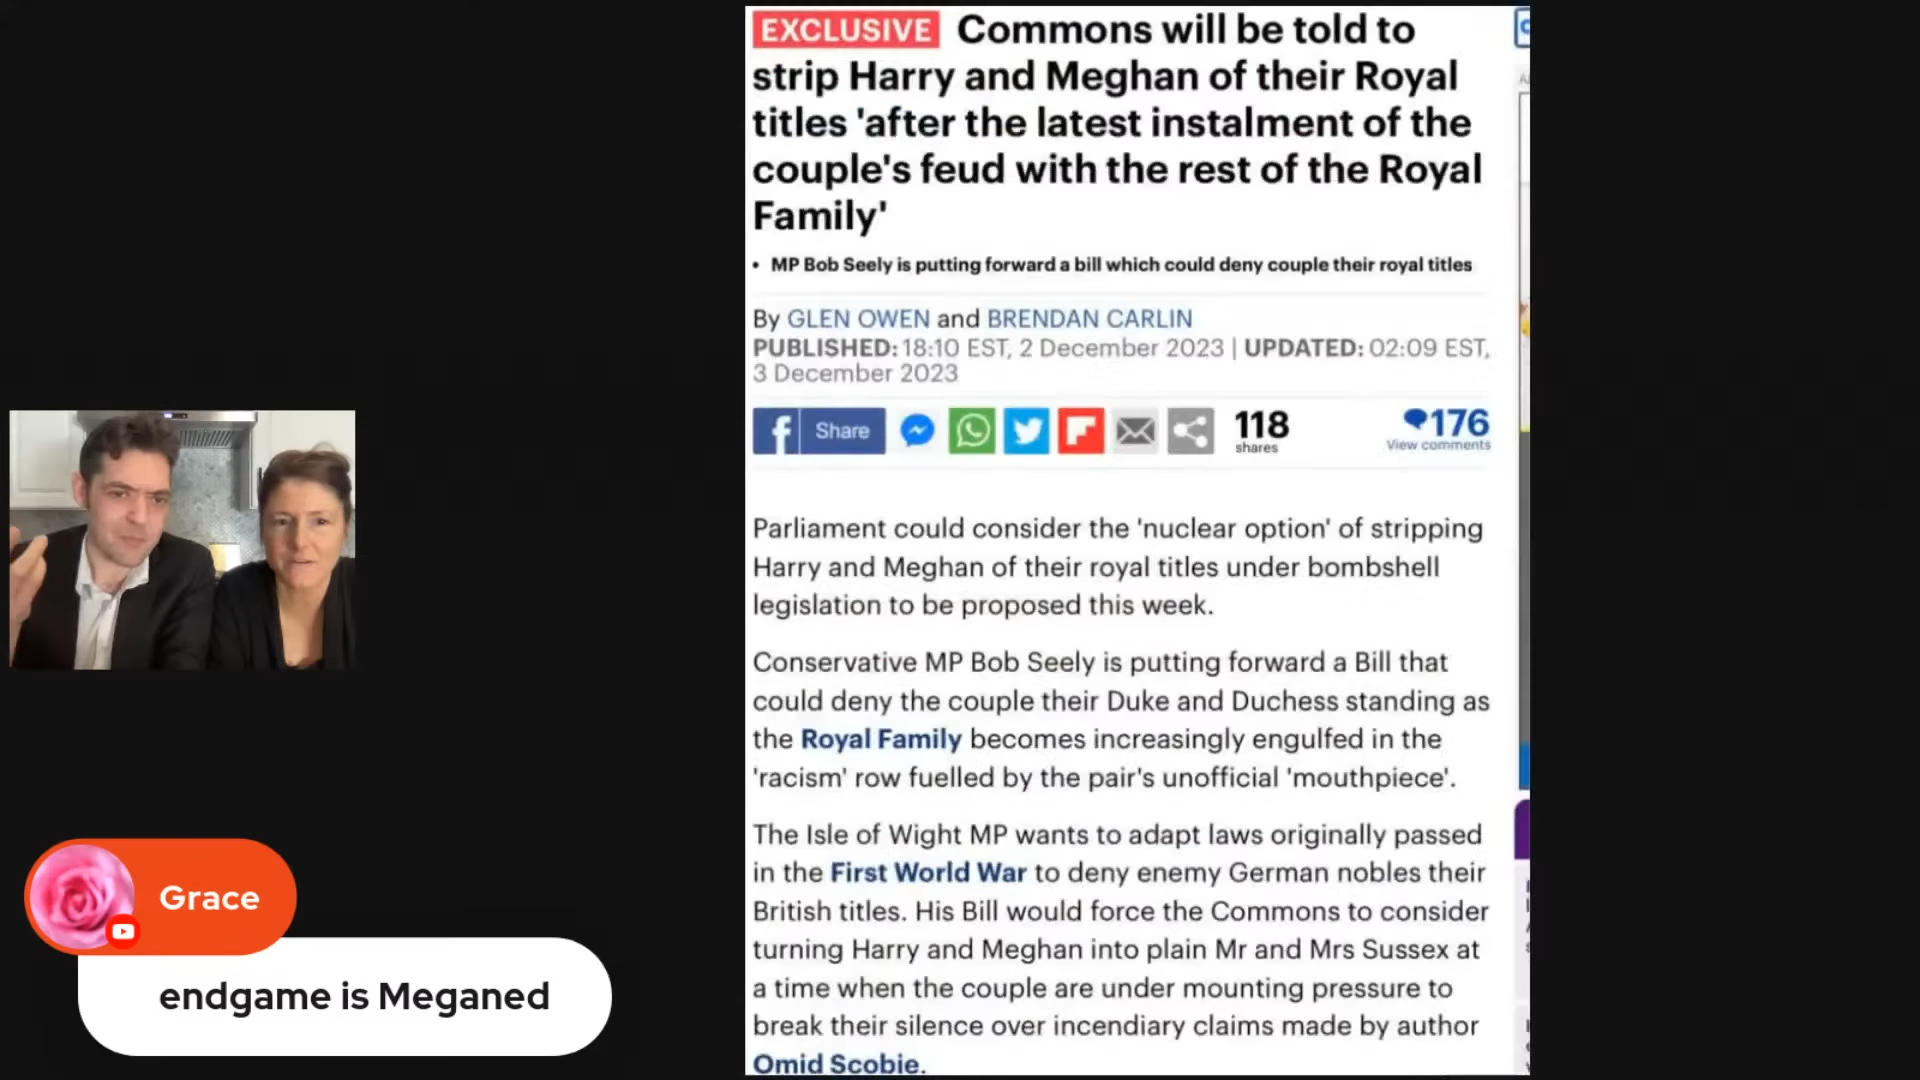 EXCLUSIVE Commons will be told to
strip Harry and Meghan of their Royal
titles 'after the latest instalment of the
couple's feud with the rest of the Royal
Family'
• MP Bob Seely is putting forward a bill which could deny couple their royal titles
By GLEN OWEN and BRENDAN CARLIN
PUBLISHED: 18:10 EST, 2 December 2023 | UPDATED: 02:09 EST,
3 December 2023
Share
118
shares
176
View comments
Parliament could consider the 'nuclear option' of stripping
Harry and Meghan of their royal titles under bombshell
legislation to be proposed this week.
Conservative MP Bob Seely is putting forward a Bill that
could deny the couple their Duke and Duchess standing as
the Royal Family becomes increasingly engulfed in the
'racism' row fuelled by the pair's unofficial 'mouthpiece'.
The Isle of Wight MP wants to adapt laws originally passed
in the First World War to deny enemy German nobles their
British titles. His Bill would force the Commons to consider
turning Harry and Meghan into plain Mr and Mrs Sussex at
a time when the couple are under mounting pressure to
break their silence over incendiary claims made by author
Omid Scobie.
Grace
endgame is Meganed